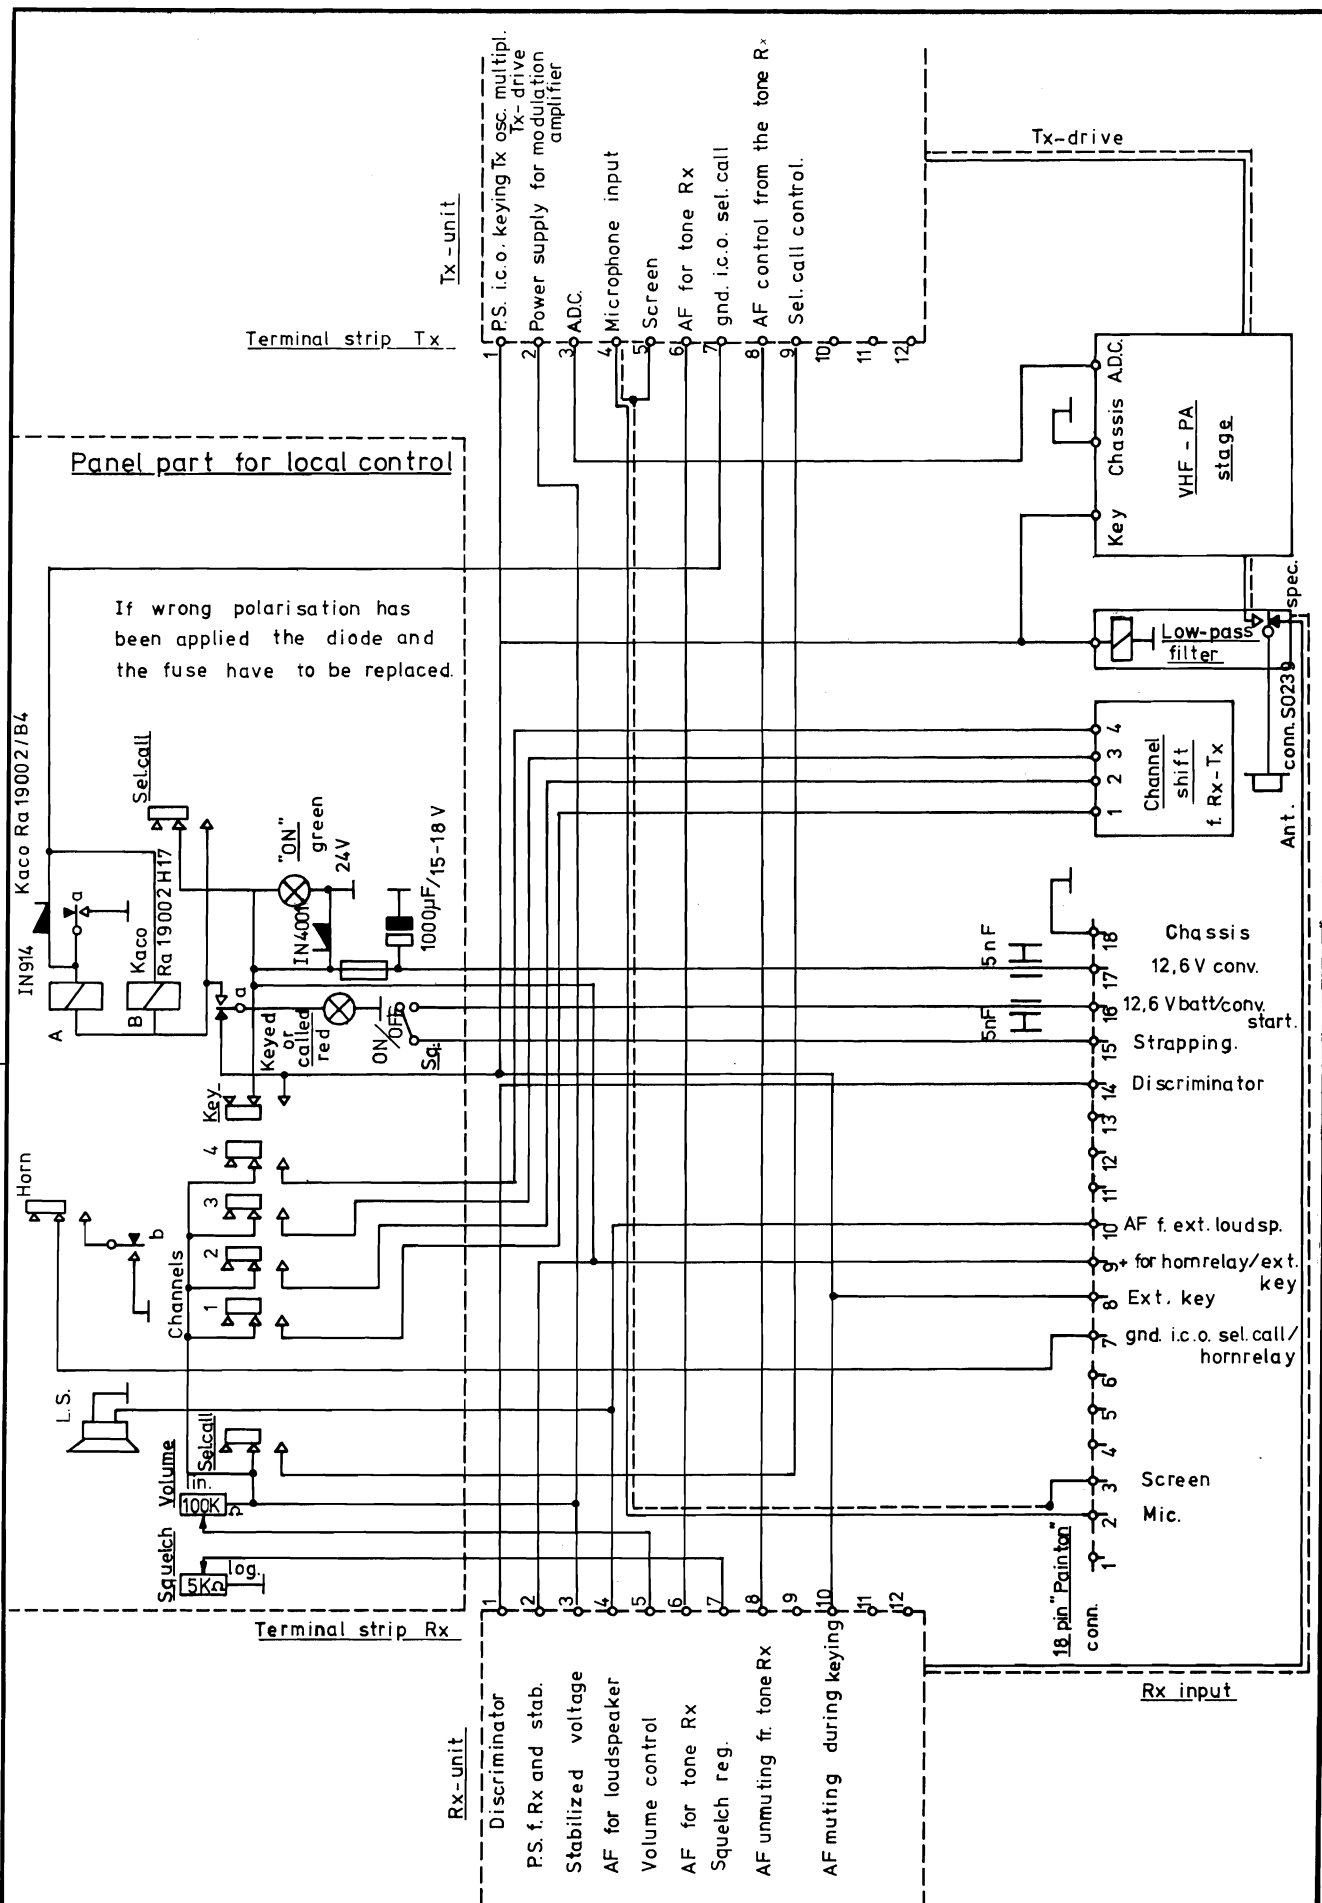 Tx-unit
P.S. i.c.o. keying Tx osc. multipl.
Tx-drive
Power supply for modulation
amplifier
A.D.C.
Microphone input
Screen
AF for tone Rx
gnd. i.c.o. sel. call
AF control from the tone Rx
Sel. call control.
Terminal strip Tx
1
2
3
4
5
6
7
8
9
10
11
12
Tx-drive
A.D.C.
Chassis
Key
VHF - PA
stage
Low-pass
filter
spec.
conn. SO239
Ant.
4
3
2
1
Channel
shift
f. Rx-Tx
Panel part for local control
If wrong polarisation has
been applied the diode and
the fuse have to be replaced.
Kaco Ra 19002/B4
IN914
a
A
B
Kaco
Ra 19002 H17
Selcall
"ON"
green
24V
IN4001
1000µF/15-18 V
a
Keyed
or
called
red
ON/OFF
Sq.
Key
4
3
2
1
Channels
Horn
b
L.S.
Selcall
Volume
lin.
100K
Ω
Squelch
log.
5KΩ
5nF
5nF
18
Chassis
17
12,6 V conv.
16
12,6 V batt/conv.
start.
15
Strapping.
14
Discriminator
13
12
11
10
AF f. ext. loudsp.
9
+ for hornrelay/ext.
key
8
Ext. key
7
gnd. i.c.o. sel. call/
hornrelay
6
5
4
3
Screen
2
Mic.
1
18 pin "Painton"
conn.
Terminal strip Rx
1
2
3
4
5
6
7
8
9
10
11
12
Rx-unit
Discriminator
P.S. f. Rx and stab.
Stabilized voltage
AF for loudspeaker
Volume control
AF for tone Rx
Squelch reg.
AF unmuting fr. tone Rx
AF muting during keying
Rx input